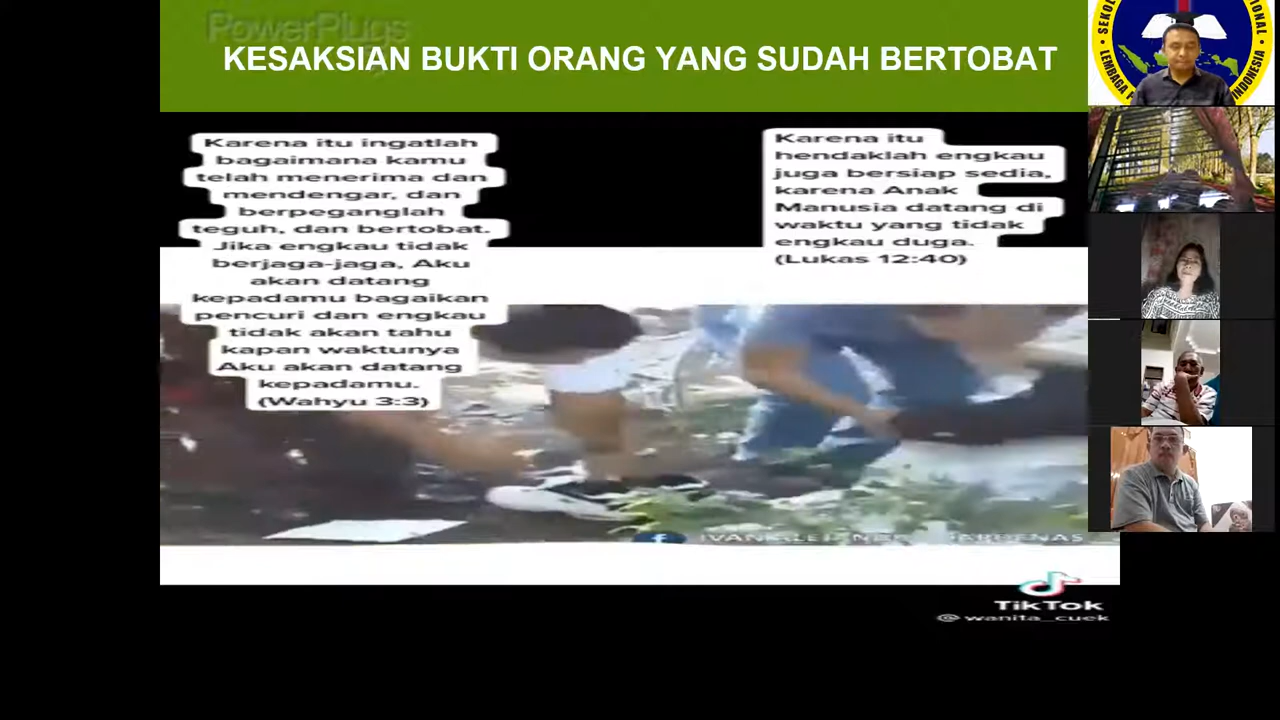 PowerPlugs
KESAKSIAN BUKTI ORANG YANG SUDAH BERTOBAT
Karena itu ingatlah
bagaimana kamu
telah menerima dan
mendengar, dan
berpeganglah
teguh, dan bertobat.
Jika engkau tidak
berjaga-jaga, Aku
akan datang
kepadamu bagaikan
pencuri dan engkau
tidak akan tahu
kapan waktunya
Aku akan datang
kepadamu.
(Wahyu 3:3)
Karena itu
hendaklah engkau
juga bersiap sedia,
karena Anak
Manusia datang di
waktu yang tidak
engkau duga.
(Lukas 12:40)
TikTok
@wanita_cuek
INDONESIA